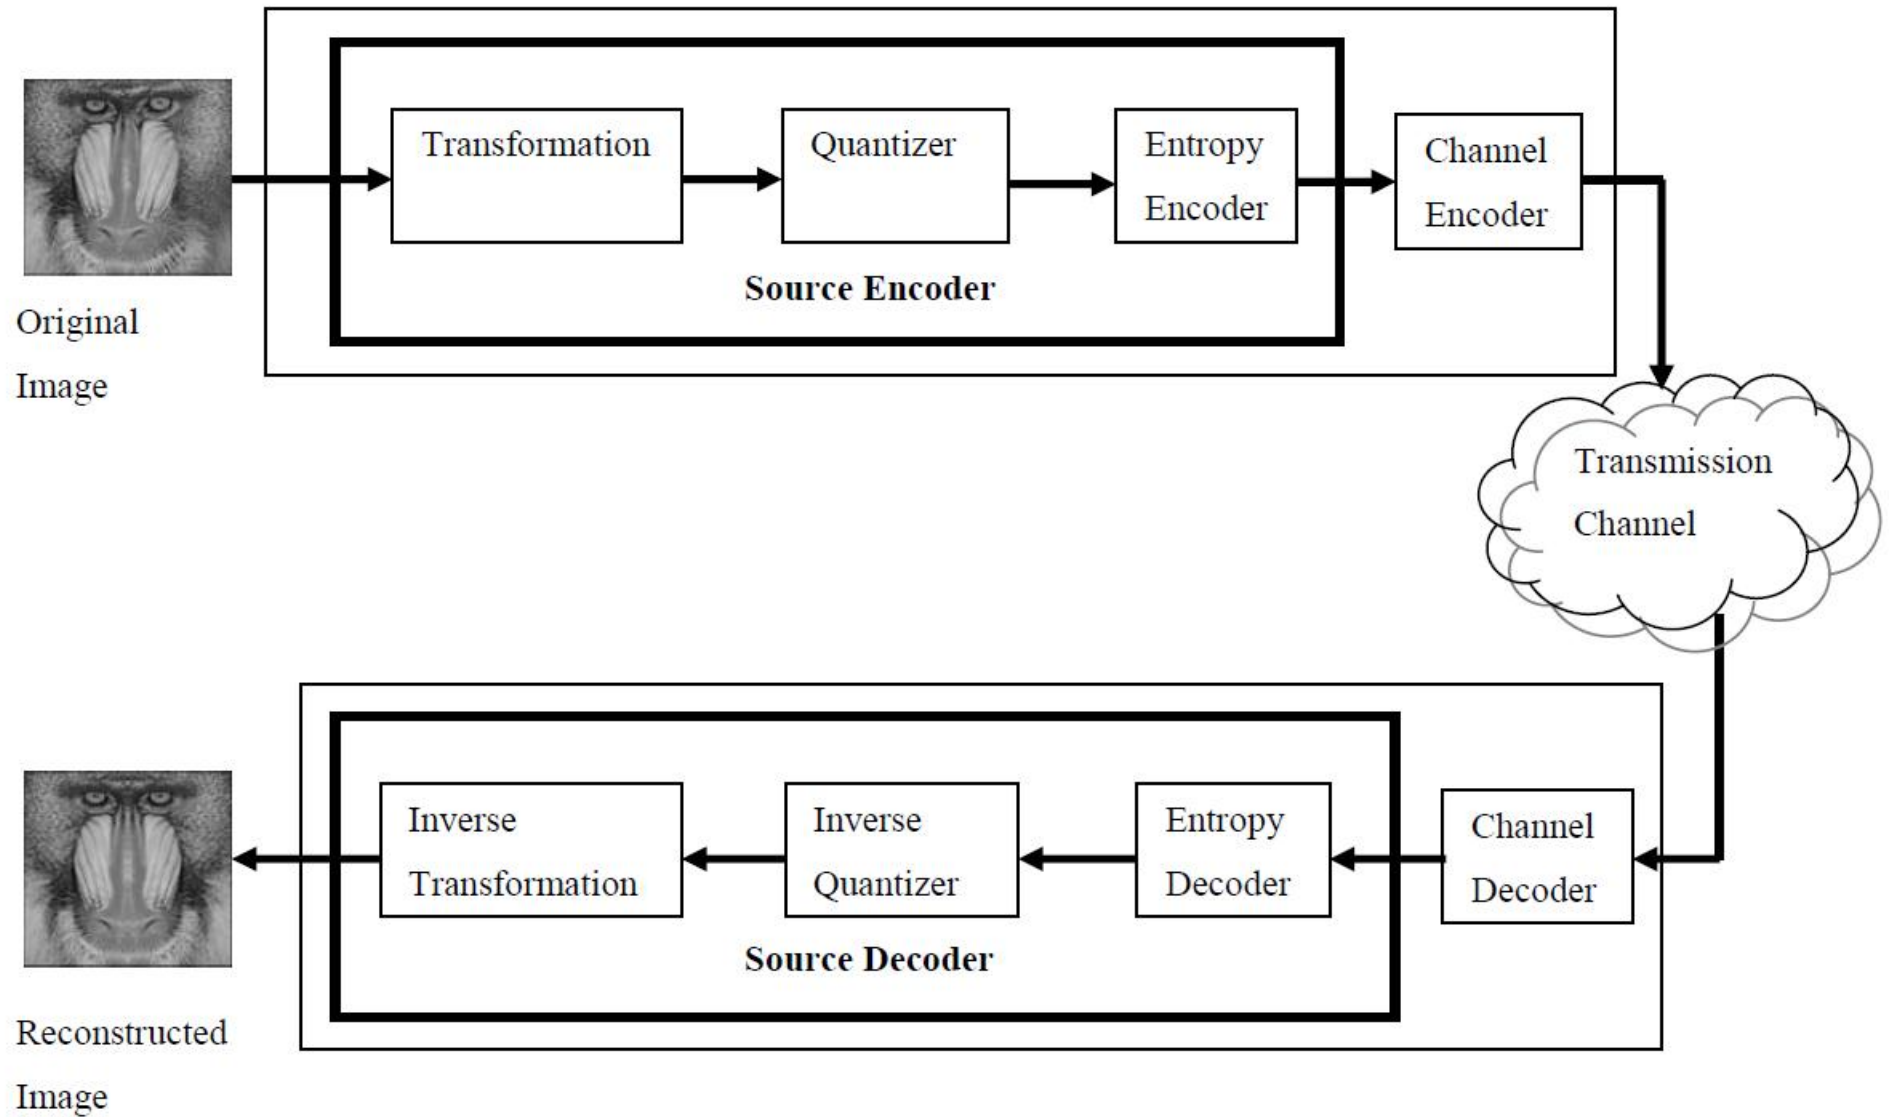 Original
Image
Transformation
Quantizer
Entropy
Encoder
Source Encoder
Channel
Encoder
Transmission
Channel
Channel
Decoder
Entropy
Decoder
Inverse
Quantizer
Inverse
Transformation
Source Decoder
Reconstructed
Image